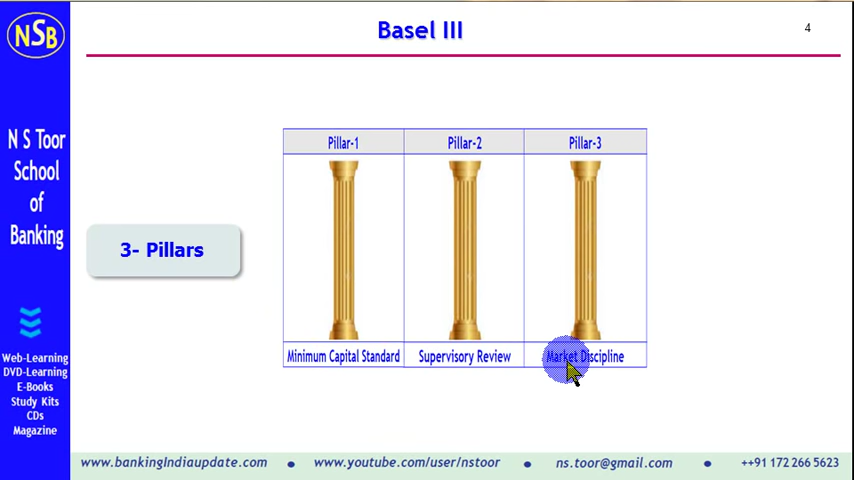 NSB
Basel III
4
N S Toor
School
of
Banking
Pillar-1 Pillar-2 Pillar-3
3- Pillars
Minimum Capital Standard Supervisory Review Market Discipline
Web-Learning
DVD-Learning
E-Books
Study Kits
CDs
Magazine
www.bankingIndiaupdate.com • www.youtube.com/user/nstoor • ns.toor@gmail.com • ++91 172 266 5623